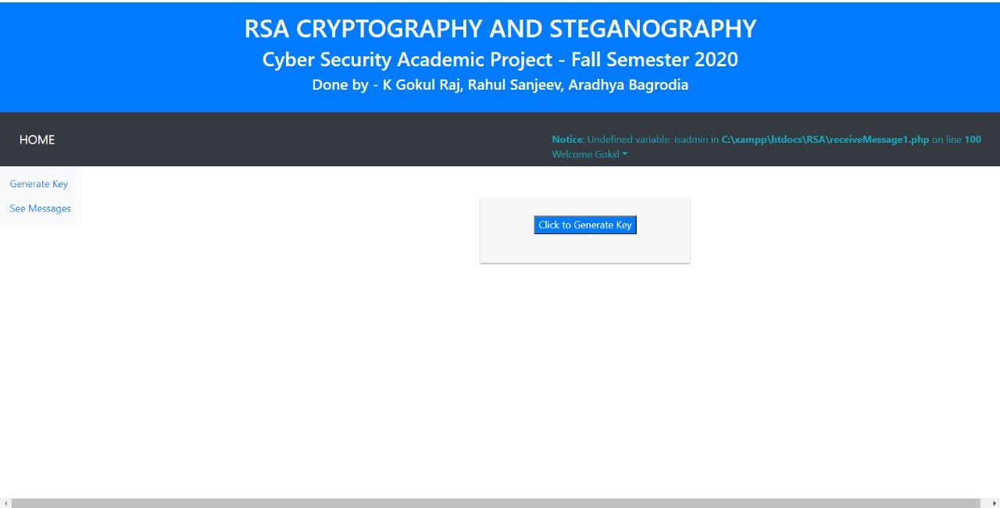 RSA CRYPTOGRAPHY AND STEGANOGRAPHY
Cyber Security Academic Project - Fall Semester 2020
Done by - K Gokul Raj, Rahul Sanjeev, Aradhya Bagrodia
HOME
Notice: Undefined variable: isadmin in C:\xampp\htdocs\RSA\receiveMessage1.php on line 100
Welcome Gokxl
Generate Key
See Messages
Click to Generate Key